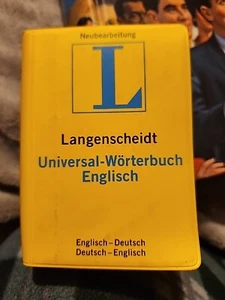 Neubearbeitung
L
Langenscheidt
Universal-Wörterbuch
Englisch
Englisch–Deutsch
Deutsch–Englisch